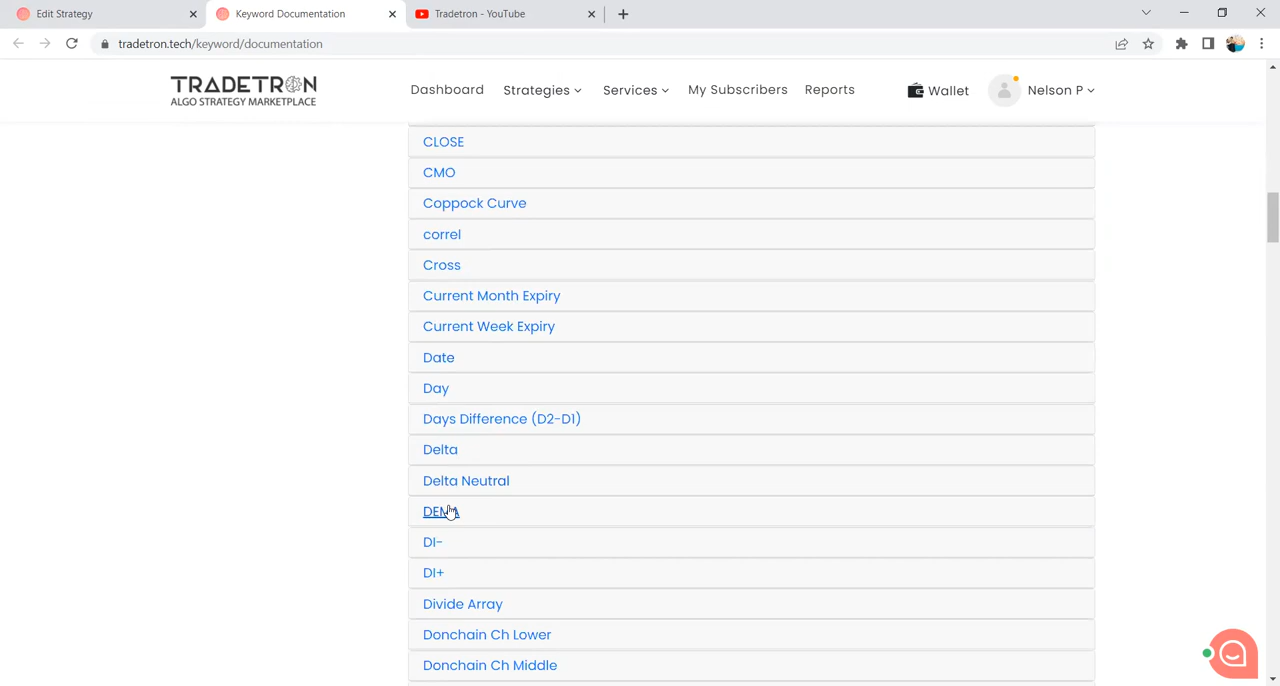 Edit Strategy
Keyword Documentation
Tradetron - YouTube
tradetron.tech/keyword/documentation
TRADETRON
ALGO STRATEGY MARKETPLACE
Dashboard Strategies Services My Subscribers Reports Wallet Nelson P
CLOSE
CMO
Coppock Curve
correl
Cross
Current Month Expiry
Current Week Expiry
Date
Day
Days Difference (D2-D1)
Delta
Delta Neutral
DEMA
DI-
DI+
Divide Array
Donchain Ch Lower
Donchain Ch Middle